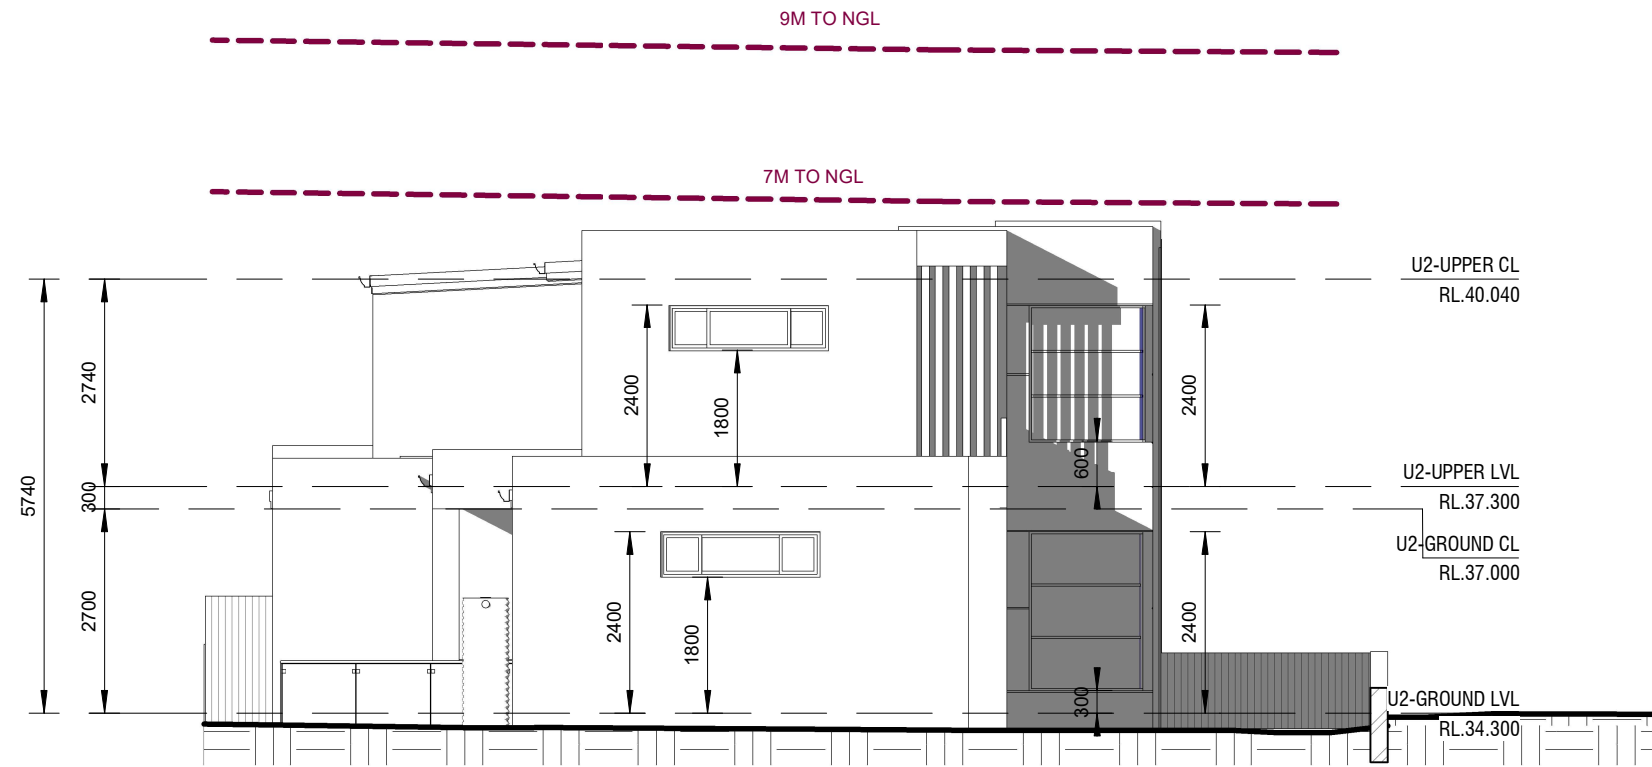 9M TO NGL
7M TO NGL
U2-UPPER CL
RL.40.040
2740
2400
1800
2400
5740
300
600
U2-UPPER LVL
RL.37.300
U2-GROUND CL
RL.37.000
2700
2400
1800
2400
300
U2-GROUND LVL
RL.34.300